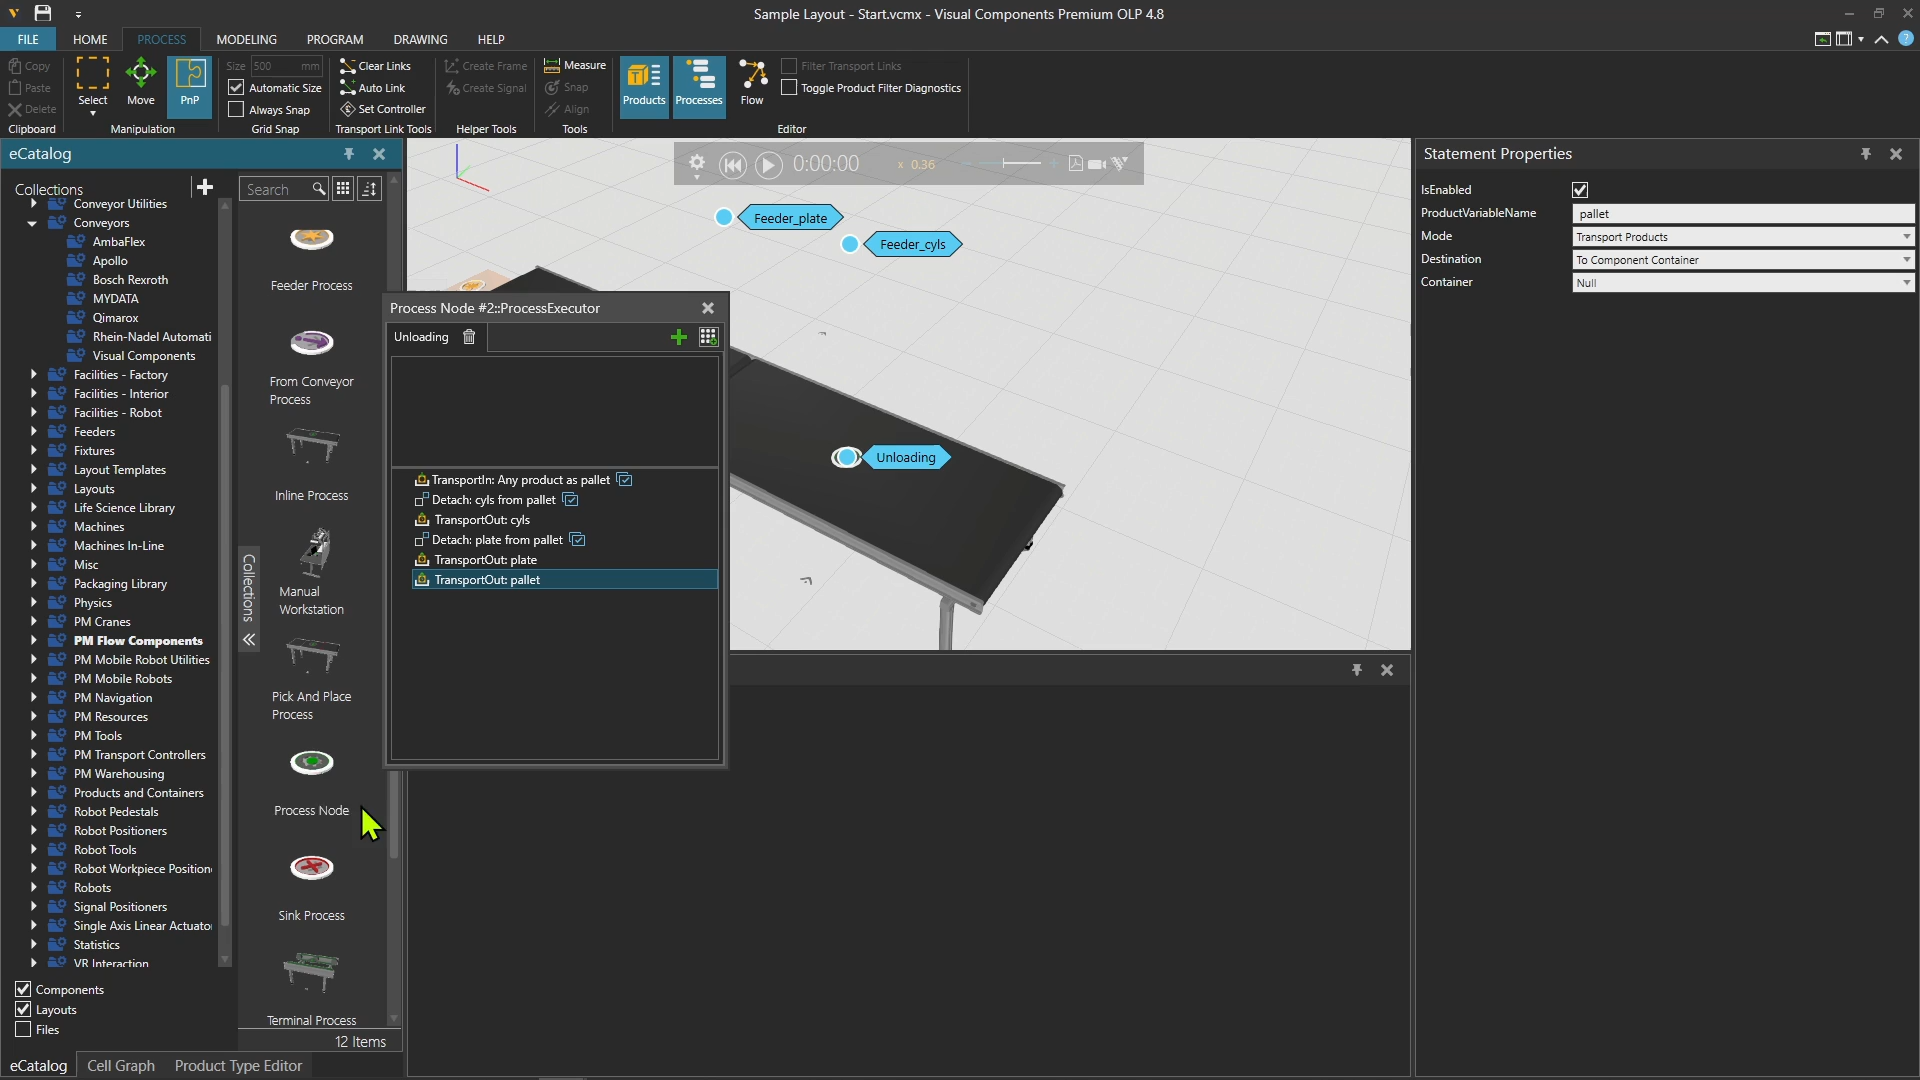 Sample Layout - Start.vcmx - Visual Components Premium OLP 4.8
FILE HOME PROCESS MODELING PROGRAM DRAWING HELP
Copy
Paste
Delete
Clipboard
Select
Move
PnP
Manipulation
Size 500 mm
Automatic Size
Always Snap
Grid Snap
Clear Links
Auto Link
Set Controller
Transport Link Tools
Create Frame
Create Signal
Helper Tools
Measure
Snap
Align
Tools
Products
Processes
Flow
Filter Transport Links
Toggle Product Filter Diagnostics
Editor
eCatalog
Collections
Conveyor Utilities
Conveyors
AmbaFlex
Apollo
Bosch Rexroth
MYDATA
Qimarox
Rhein-Nadel Automati
Visual Components
Facilities - Factory
Facilities - Interior
Facilities - Robot
Feeders
Fixtures
Layout Templates
Layouts
Life Science Library
Machines
Machines In-Line
Misc
Packaging Library
Physics
PM Cranes
PM Flow Components
PM Mobile Robot Utilities
PM Mobile Robots
PM Navigation
PM Resources
PM Tools
PM Transport Controllers
PM Warehousing
Products and Containers
Robot Pedestals
Robot Positioners
Robot Tools
Robot Workpiece Position
Robots
Signal Positioners
Single Axis Linear Actuato
Statistics
VR Interaction
Components
Layouts
Files
eCatalog Cell Graph Product Type Editor
Search
Collections
Feeder Process
From Conveyor
Process
Inline Process
Manual
Workstation
Pick And Place
Process
Process Node
Sink Process
Terminal Process
12 Items
0:00:00 x 0.36
Feeder_plate
Feeder_cyls
Unloading
Process Node #2::ProcessExecutor
Unloading
TransportIn: Any product as pallet
Detach: cyls from pallet
TransportOut: cyls
Detach: plate from pallet
TransportOut: plate
TransportOut: pallet
Statement Properties
IsEnabled
ProductVariableName pallet
Mode Transport Products
Destination To Component Container
Container Null